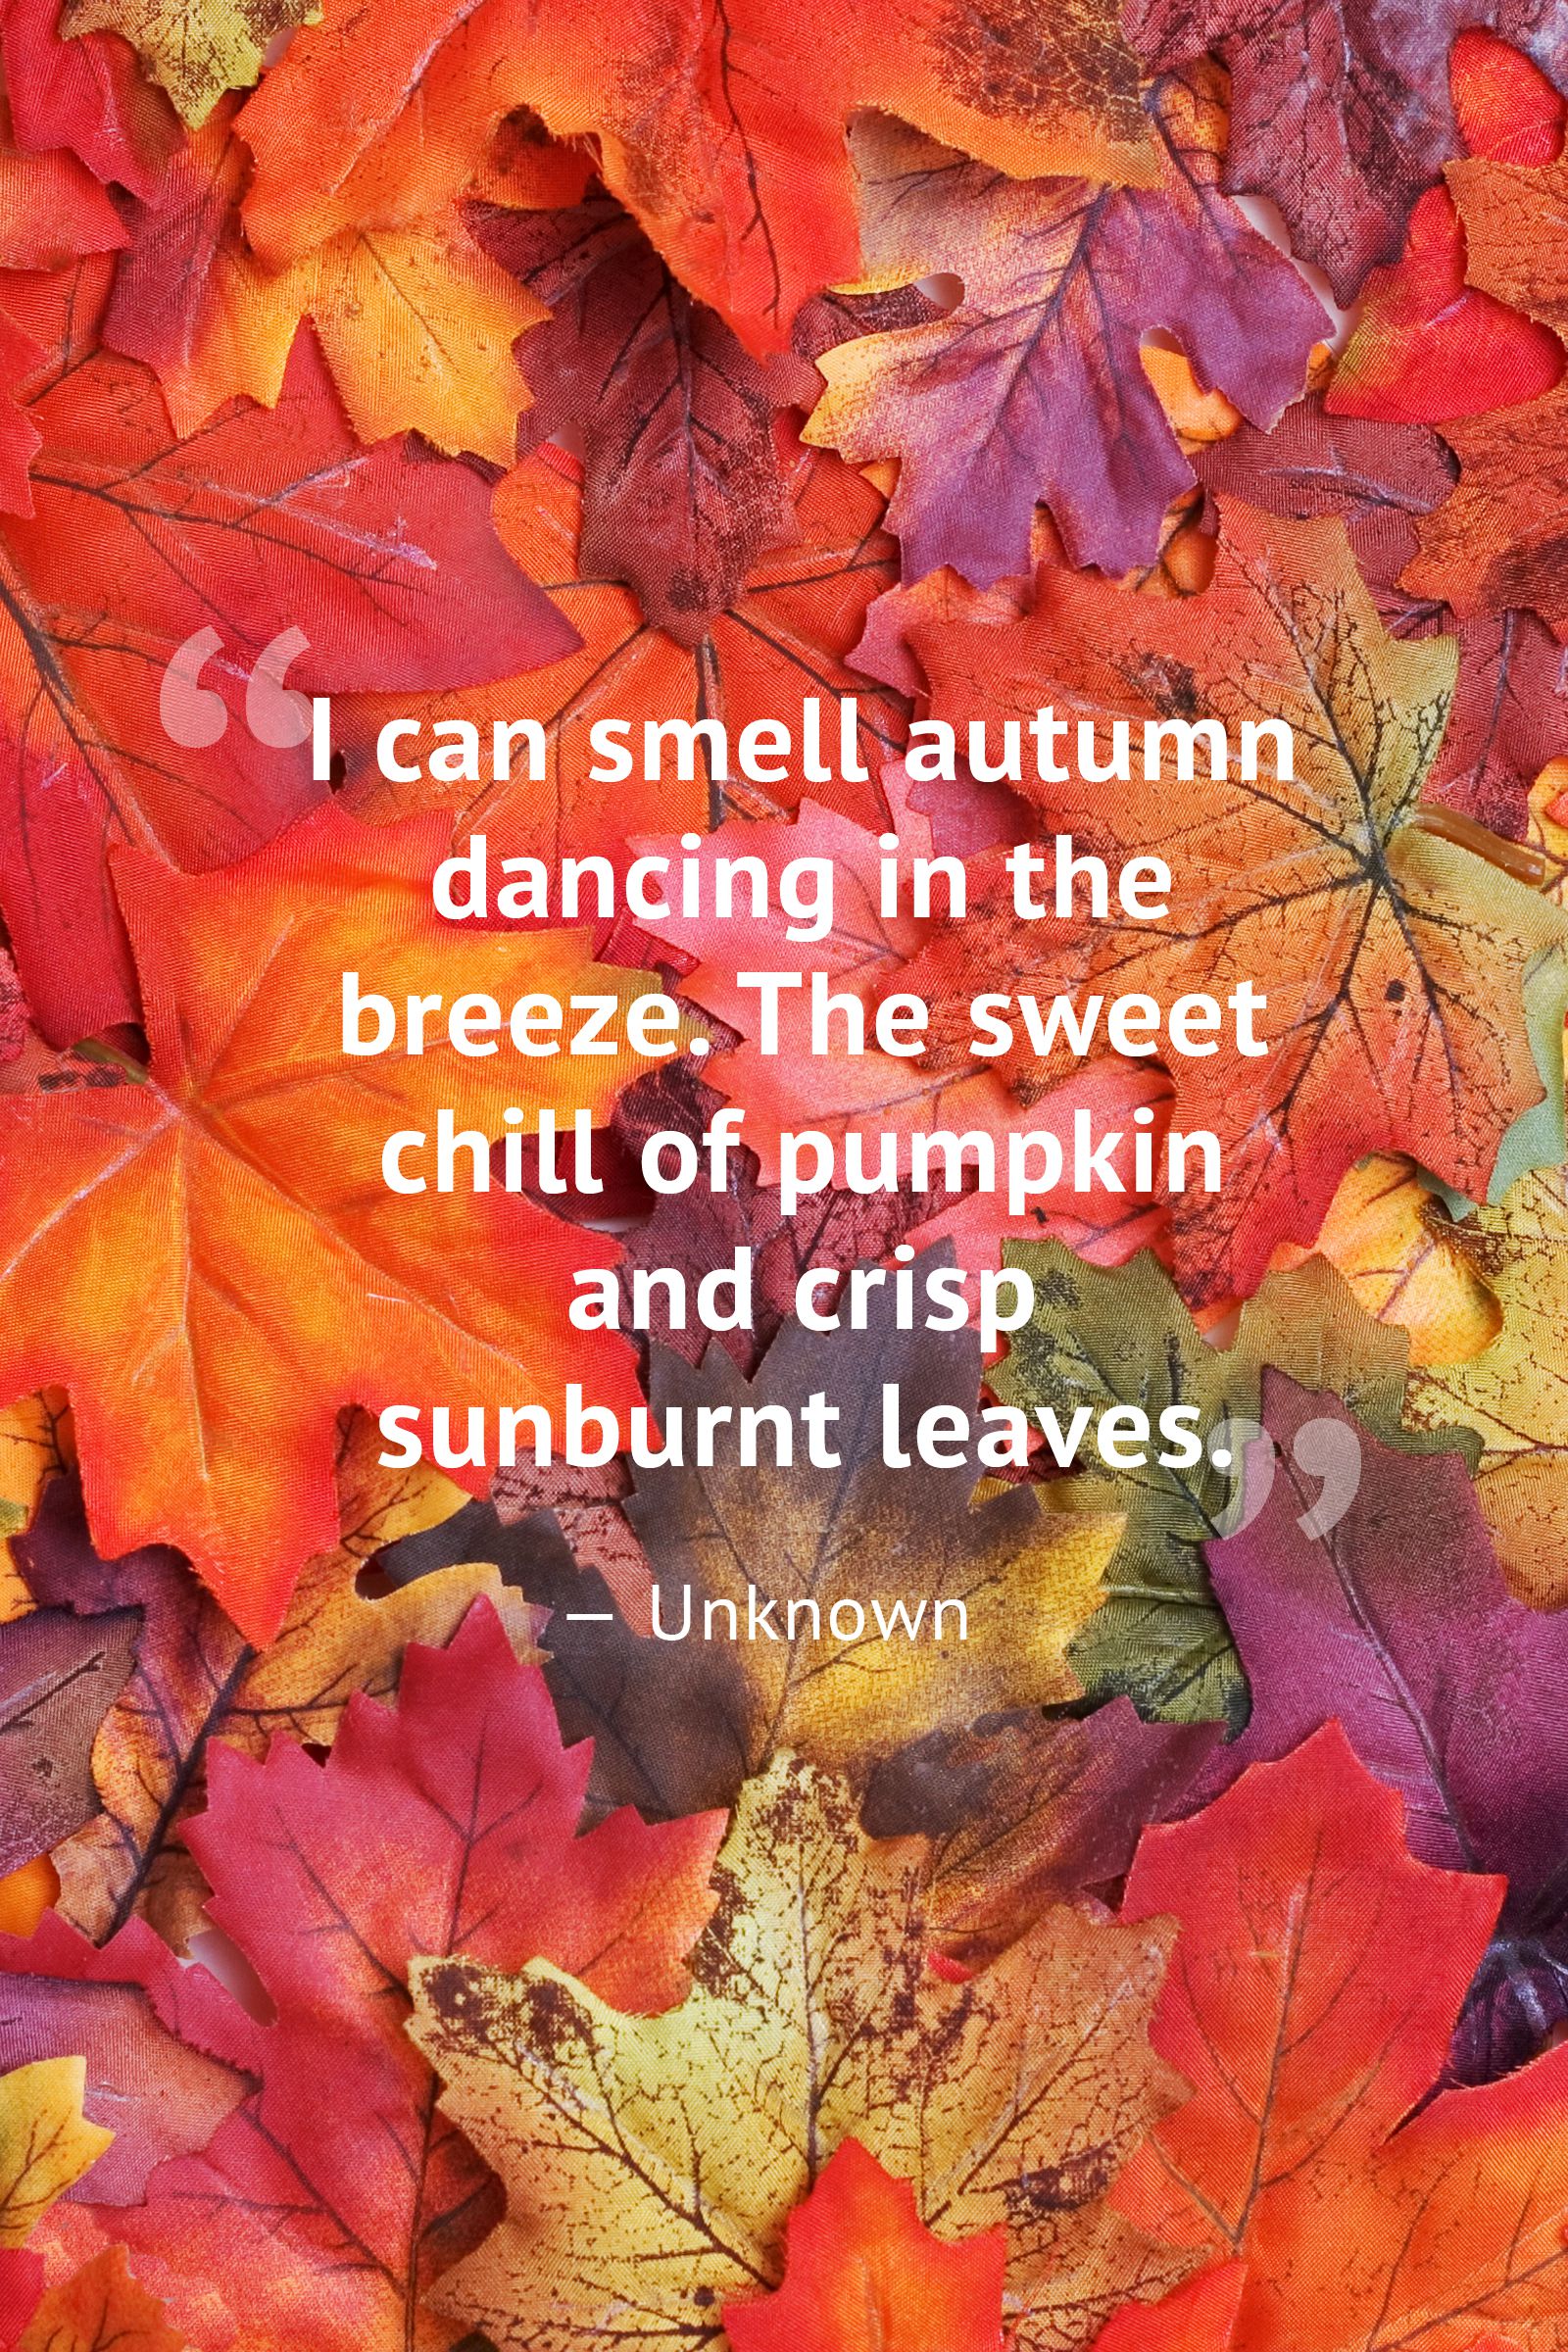 “I can smell autumn
dancing in the
breeze. The sweet
chill of pumpkin
and crisp
sunburnt leaves.”
— Unknown